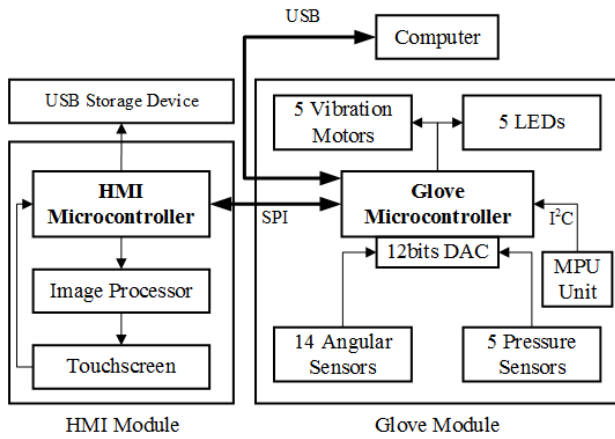 USB
Computer
USB Storage Device
5 Vibration
Motors
5 LEDs
HMI
Microcontroller
Glove
Microcontroller
SPI
I²C
12bits DAC
MPU
Unit
Image Processor
Touchscreen
14 Angular
Sensors
5 Pressure
Sensors
HMI Module
Glove Module